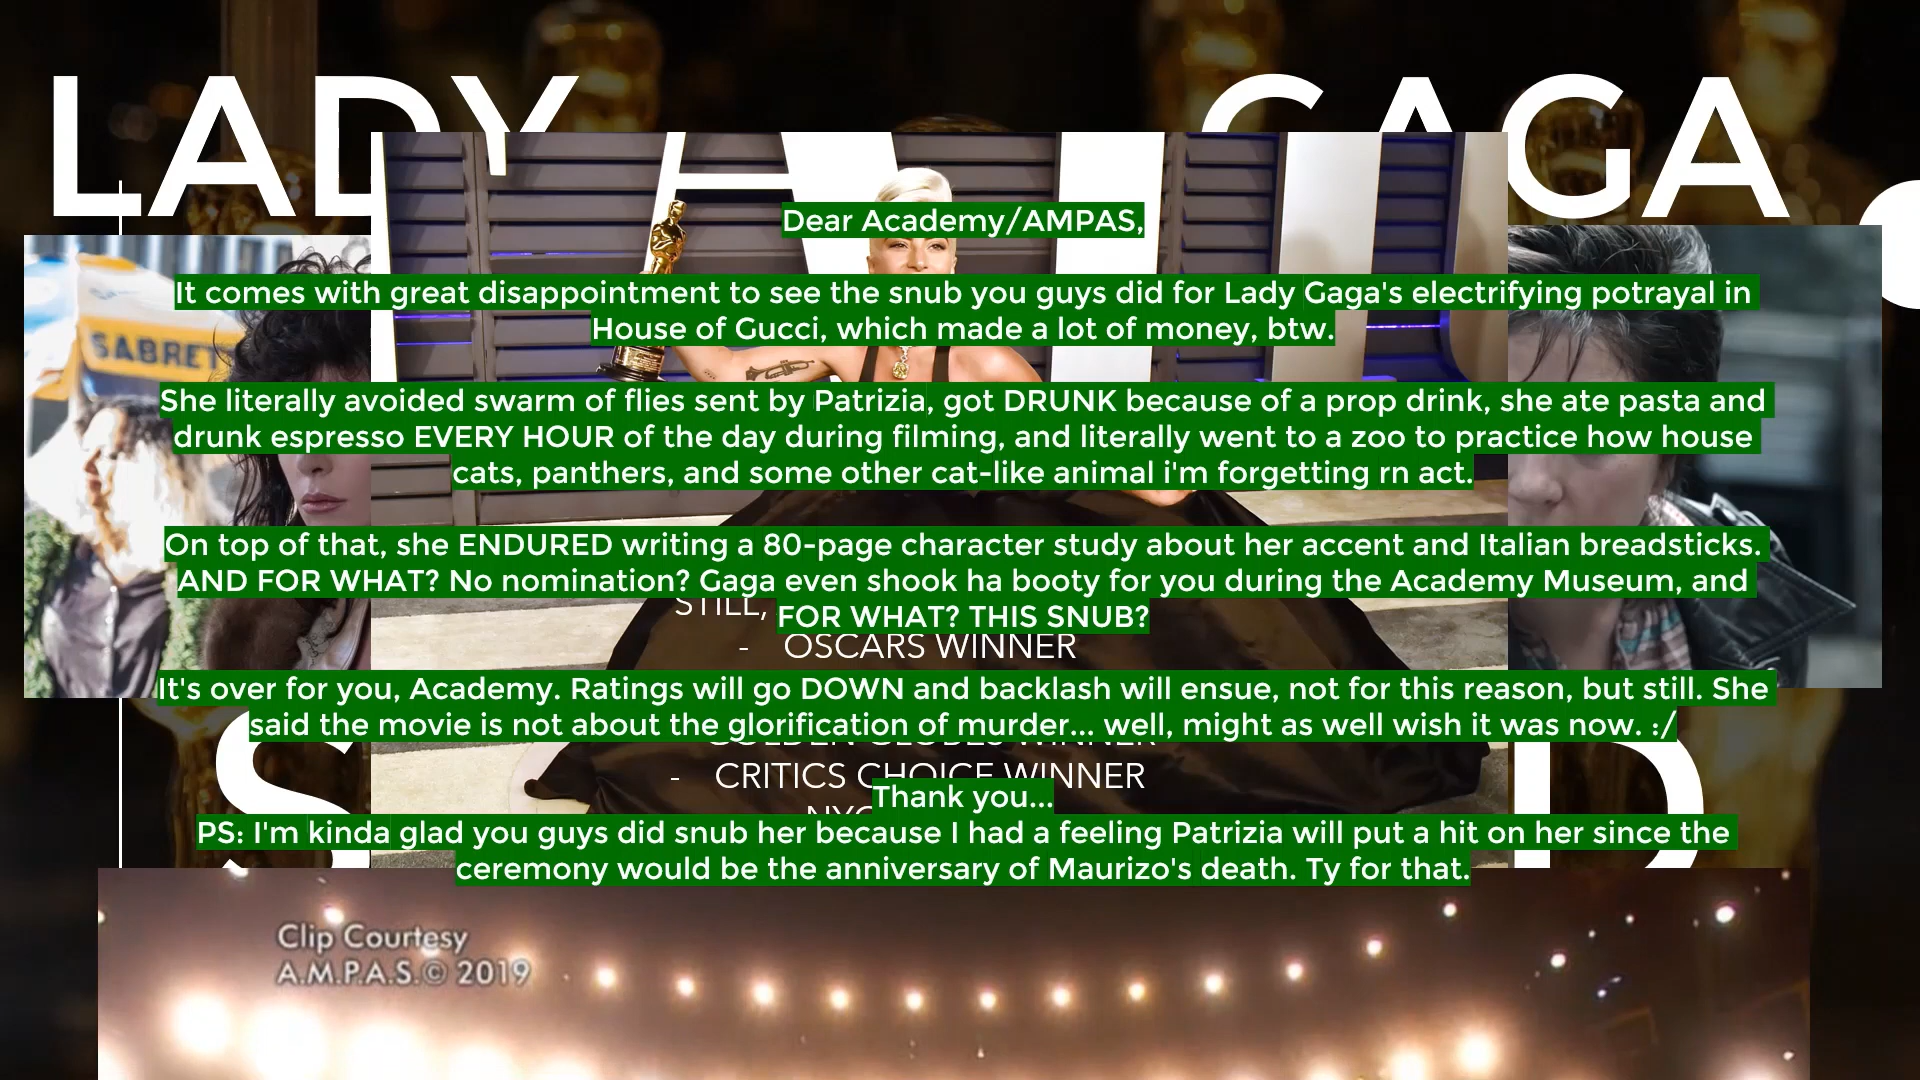 LADY GAGA
SABRET
Dear Academy/AMPAS,
It comes with great disappointment to see the snub you guys did for Lady Gaga's electrifying potrayal in
House of Gucci, which made a lot of money, btw.
She literally avoided swarm of flies sent by Patrizia, got DRUNK because of a prop drink, she ate pasta and
drunk espresso EVERY HOUR of the day during filming, and literally went to a zoo to practice how house
cats, panthers, and some other cat-like animal i'm forgetting rn act.
On top of that, she ENDURED writing a 80-page character study about her accent and Italian breadsticks.
AND FOR WHAT? No nomination? Gaga even shook ha booty for you during the Academy Museum, and
FOR WHAT? THIS SNUB?
STILL,
- OSCARS WINNER
It's over for you, Academy. Ratings will go DOWN and backlash will ensue, not for this reason, but still. She
said the movie is not about the glorification of murder... well, might as well wish it was now. :/
GOLDEN GLOBES WINNER
- CRITICS CHOICE WINNER
Thank you...
PS: I'm kinda glad you guys did snub her because I had a feeling Patrizia will put a hit on her since the
ceremony would be the anniversary of Maurizo's death. Ty for that.
Clip Courtesy
A.M.P.A.S.© 2019